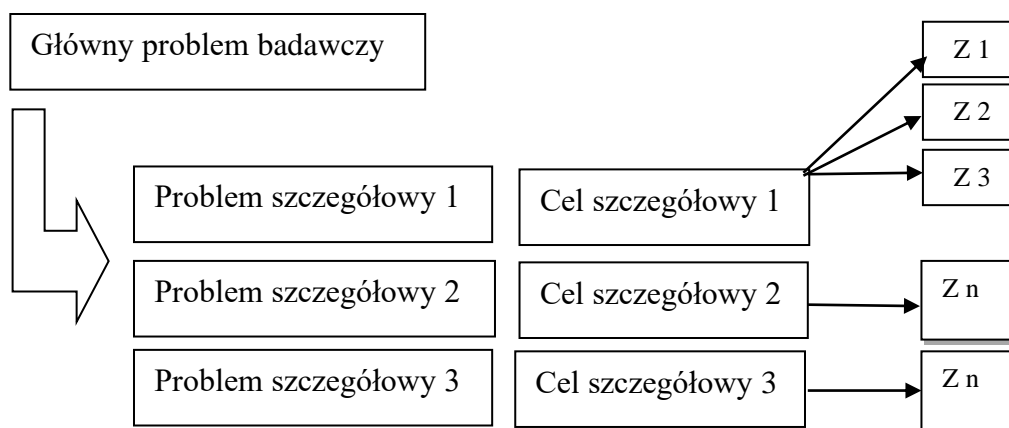 Główny problem badawczy
Z 1
Z 2
Z 3
Problem szczegółowy 1
Cel szczegółowy 1
Problem szczegółowy 2
Cel szczegółowy 2
Z n
Problem szczegółowy 3
Cel szczegółowy 3
Z n